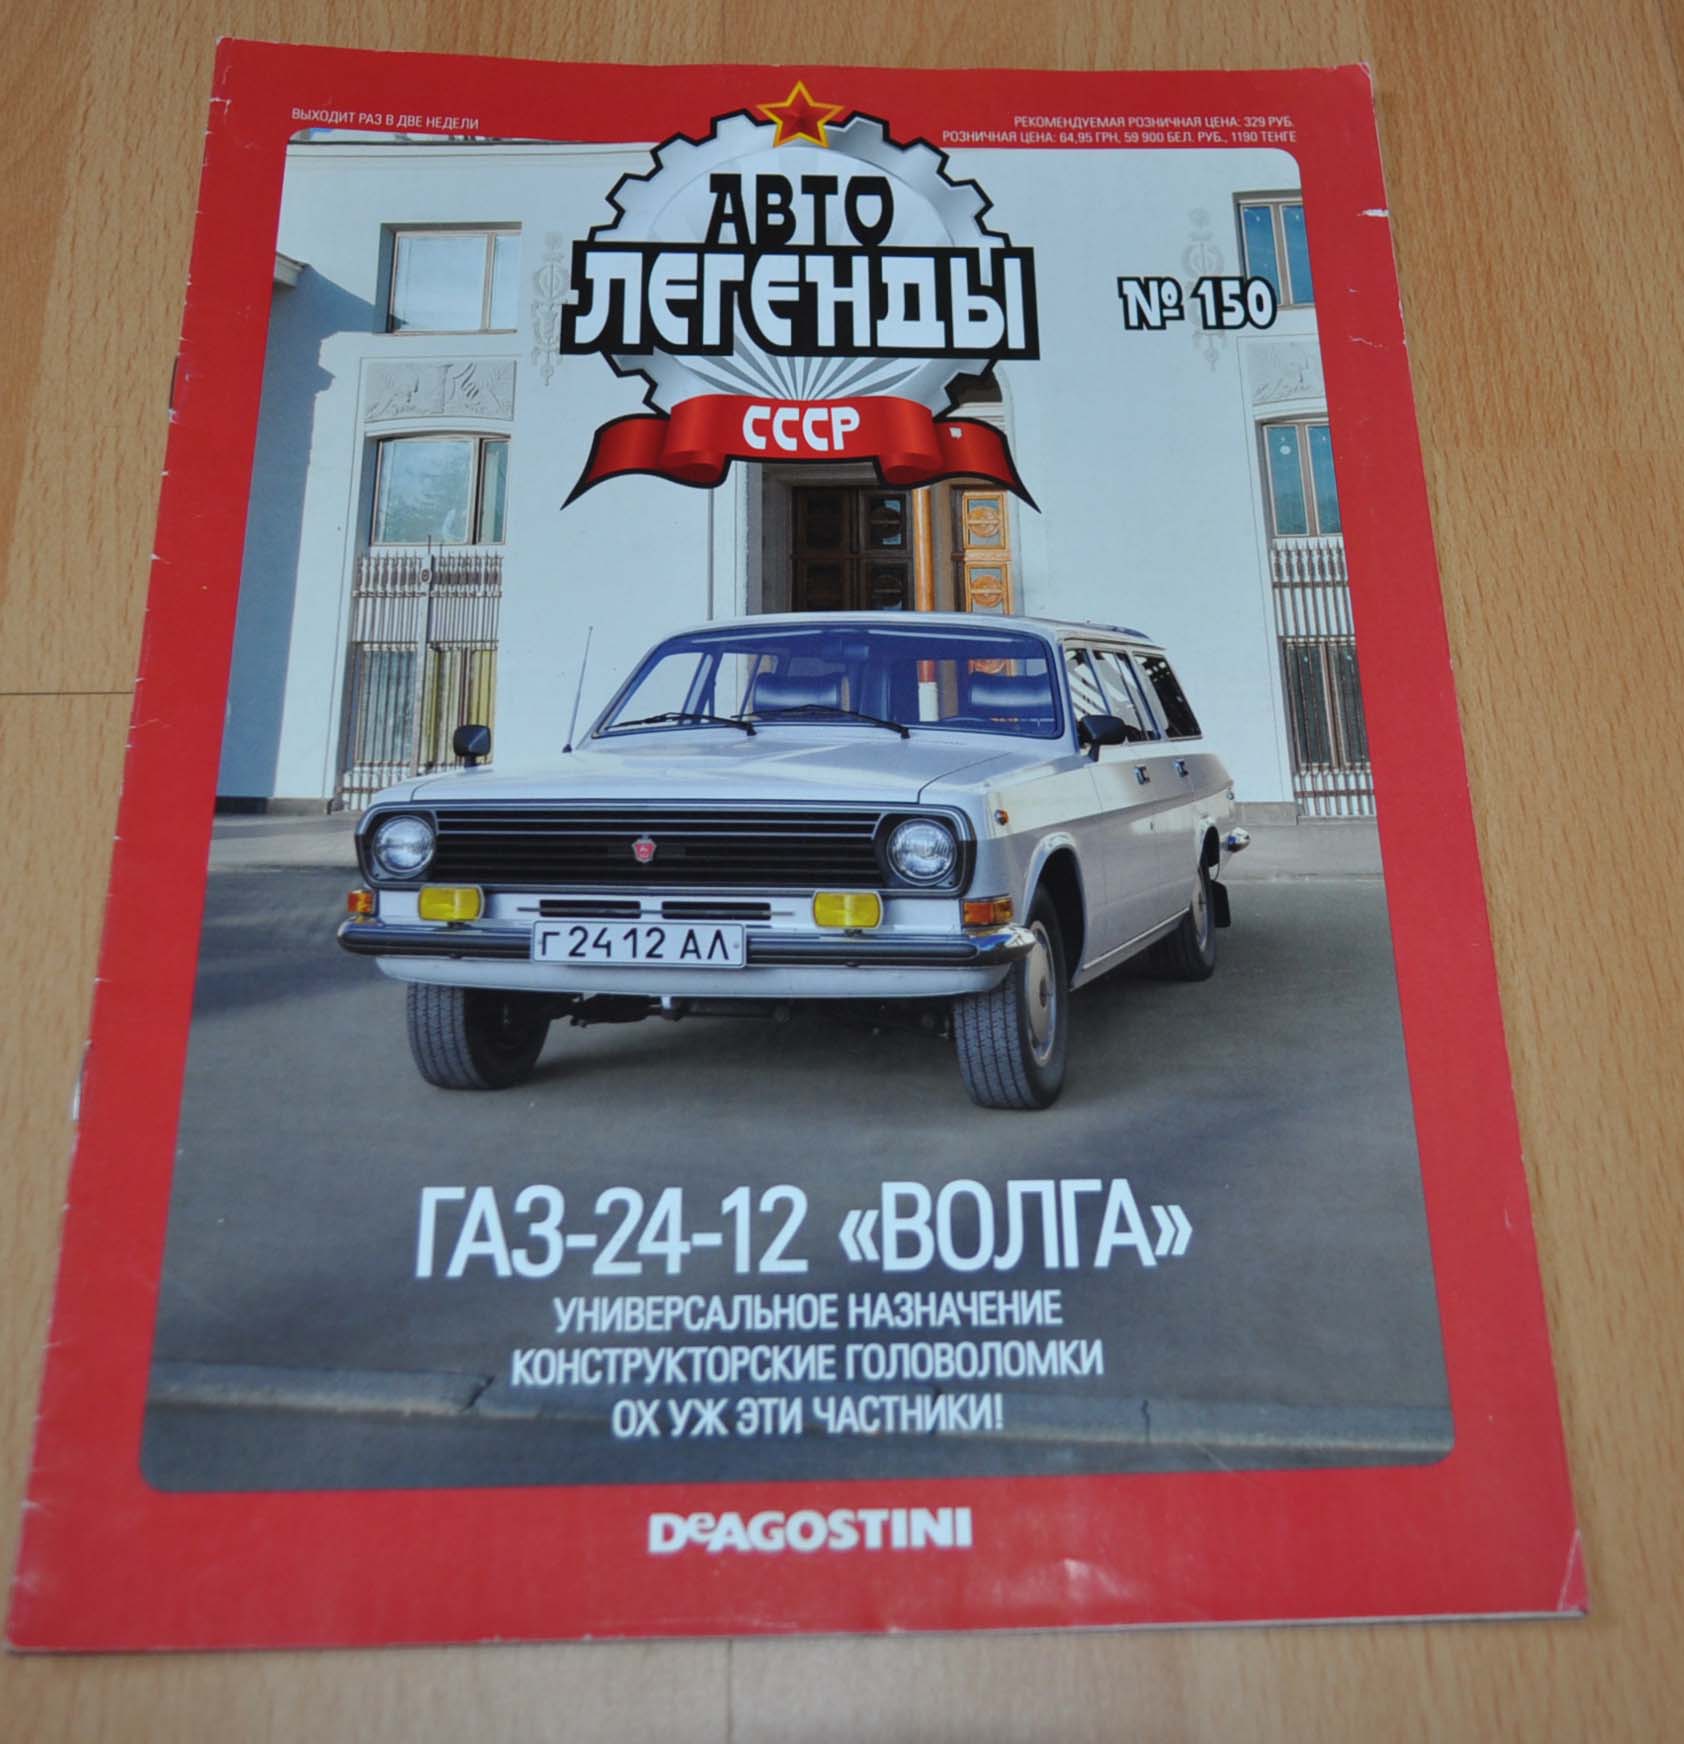 ВЫХОДИТ РАЗ В ДВЕ НЕДЕЛИ
РЕКОМЕНДУЕМАЯ РОЗНИЧНАЯ ЦЕНА: 329 РУБ.
РОЗНИЧНАЯ ЦЕНА: 64,95 ГРН, 59 900 БЕЛ. РУБ., 1190 ТЕНГЕ
АВТО
ЛЕГЕНДЫ
СССР
№ 150
Г 24 12 АЛ
ГАЗ-24-12 «ВОЛГА»
УНИВЕРСАЛЬНОЕ НАЗНАЧЕНИЕ
КОНСТРУКТОРСКИЕ ГОЛОВОЛОМКИ
ОХ УЖ ЭТИ ЧАСТНИКИ!
DeAGOSTINI